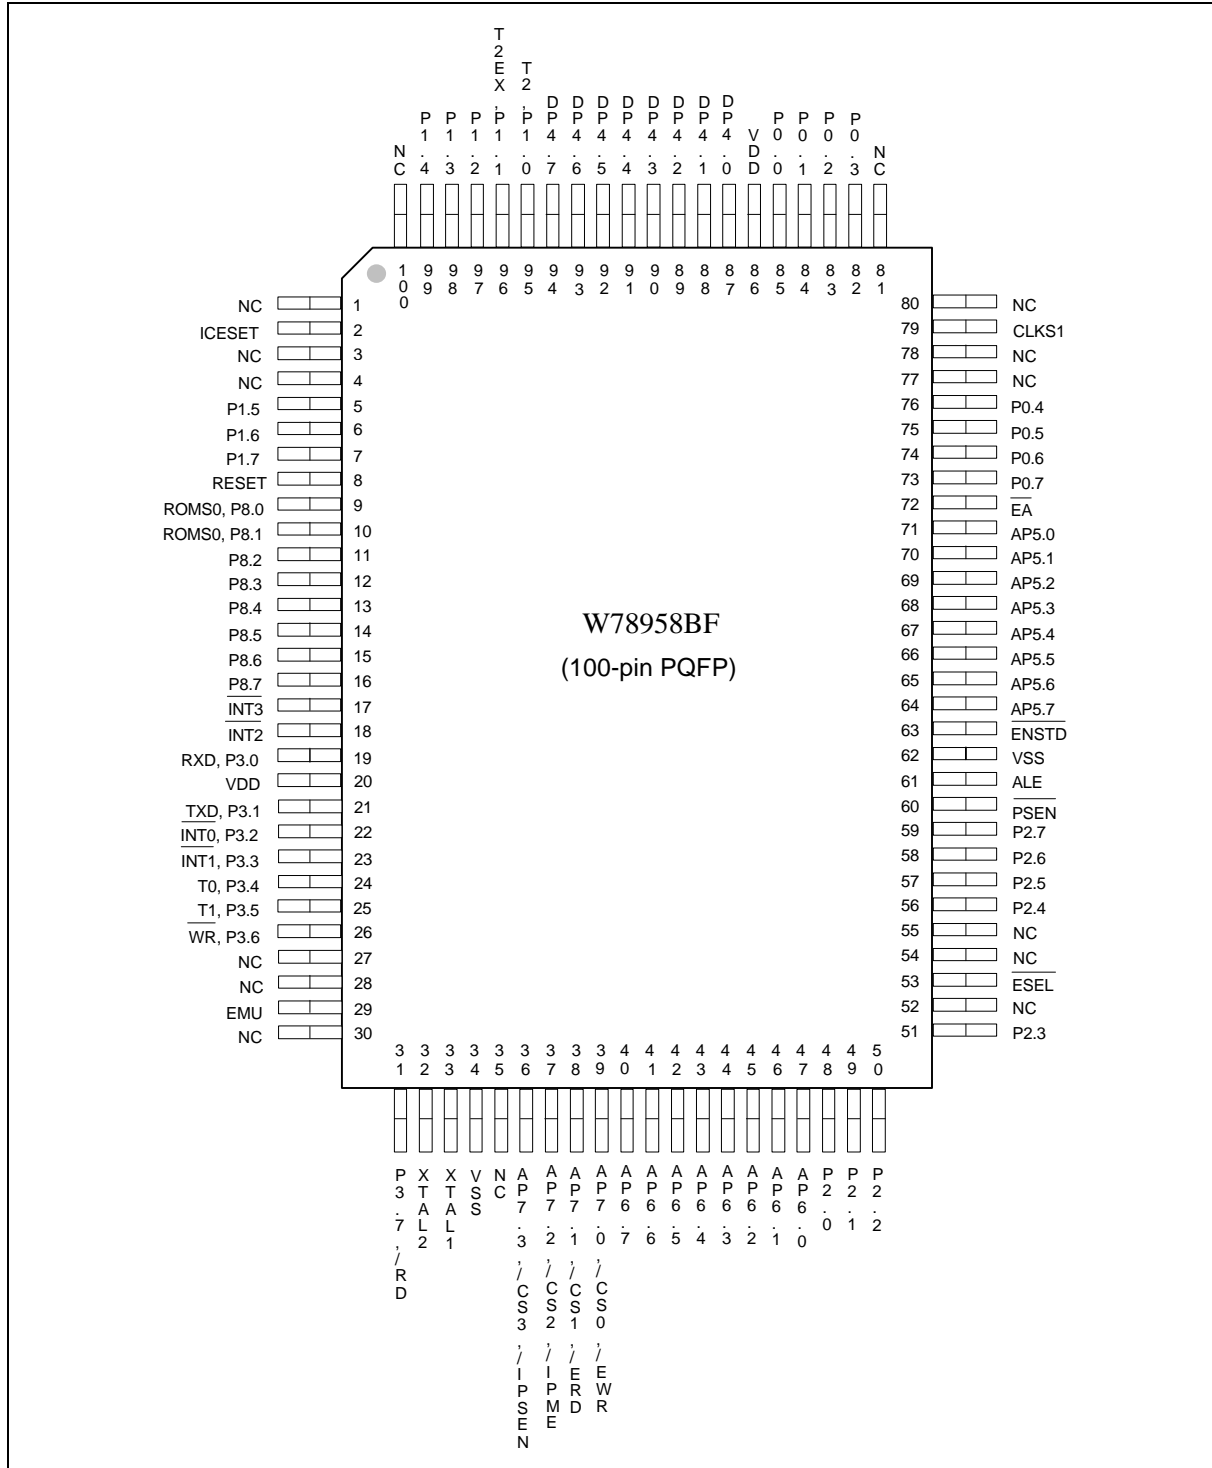 NC
P1.4
P1.3
P1.2
T2EX,P1.1
T2,P1.0
DP4.7
DP4.6
DP4.5
DP4.4
DP4.3
DP4.2
DP4.1
DP4.0
VDD
P0.0
P0.1
P0.2
P0.3
NC
100
99
98
97
96
95
94
93
92
91
90
89
88
87
86
85
84
83
82
81
NC 1
ICESET 2
NC 3
NC 4
P1.5 5
P1.6 6
P1.7 7
RESET 8
ROMS0, P8.0 9
ROMS0, P8.1 10
P8.2 11
P8.3 12
P8.4 13
P8.5 14
P8.6 15
P8.7 16
INT3 17
INT2 18
RXD, P3.0 19
VDD 20
TXD, P3.1 21
INT0, P3.2 22
INT1, P3.3 23
T0, P3.4 24
T1, P3.5 25
WR, P3.6 26
NC 27
NC 28
EMU 29
NC 30
W78958BF
(100-pin PQFP)
80 NC
79 CLKS1
78 NC
77 NC
76 P0.4
75 P0.5
74 P0.6
73 P0.7
72 EA
71 AP5.0
70 AP5.1
69 AP5.2
68 AP5.3
67 AP5.4
66 AP5.5
65 AP5.6
64 AP5.7
63 ENSTD
62 VSS
61 ALE
60 PSEN
59 P2.7
58 P2.6
57 P2.5
56 P2.4
55 NC
54 NC
53 ESEL
52 NC
51 P2.3
31
32
33
34
35
36
37
38
39
40
41
42
43
44
45
46
47
48
49
50
P3.7,/RD
XTAL2
XTAL1
VSS
NC
AP7.3,/CS3,/IPSEN
AP7.2,/CS2,/IPME
AP7.1,/CS1,/ERD
AP7.0,/CS0,/EWR
AP6.7
AP6.6
AP6.5
AP6.4
AP6.3
AP6.2
AP6.1
AP6.0
P2.0
P2.1
P2.2